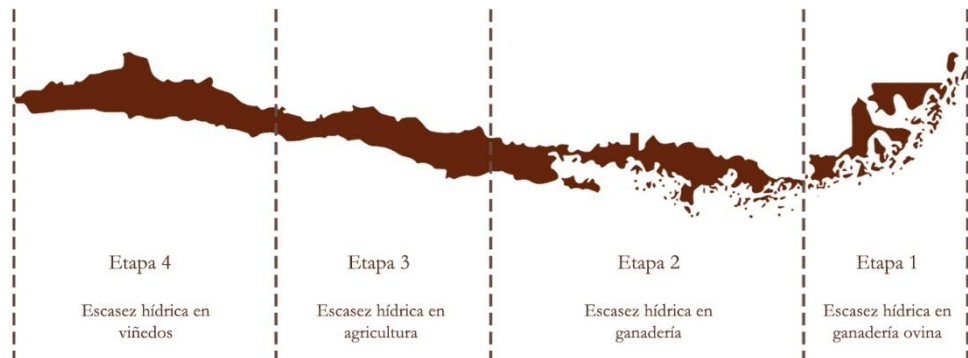 Etapa 4
Escasez hídrica en
viñedos
Etapa 3
Escasez hídrica en
agricultura
Etapa 2
Escasez hídrica en
ganadería
Etapa 1
Escasez hídrica en
ganadería ovina